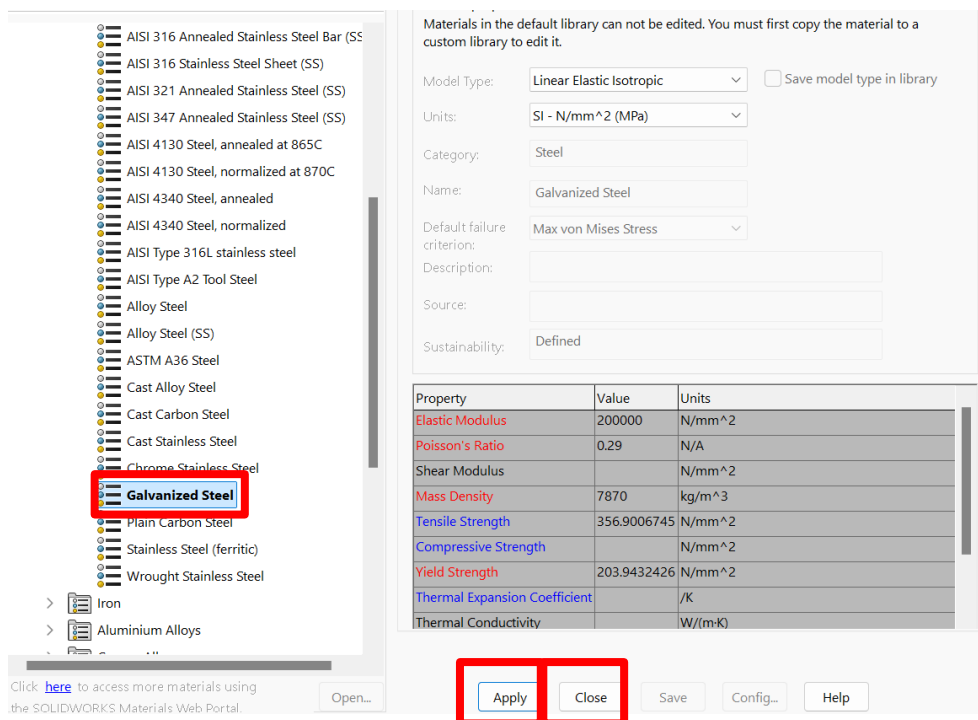 AISI 316 Annealed Stainless Steel Bar (SS
AISI 316 Stainless Steel Sheet (SS)
AISI 321 Annealed Stainless Steel (SS)
AISI 347 Annealed Stainless Steel (SS)
AISI 4130 Steel, annealed at 865C
AISI 4130 Steel, normalized at 870C
AISI 4340 Steel, annealed
AISI 4340 Steel, normalized
AISI Type 316L stainless steel
AISI Type A2 Tool Steel
Alloy Steel
Alloy Steel (SS)
ASTM A36 Steel
Cast Alloy Steel
Cast Carbon Steel
Cast Stainless Steel
Chrome Stainless Steel
Galvanized Steel
Plain Carbon Steel
Stainless Steel (ferritic)
Wrought Stainless Steel
Iron
Aluminium Alloys
Click here to access more materials using
the SOLIDWORKS Materials Web Portal.
Open...
Materials in the default library can not be edited. You must first copy the material to a
custom library to edit it.
Model Type: Linear Elastic Isotropic Save model type in library
Units: SI - N/mm^2 (MPa)
Category: Steel
Name: Galvanized Steel
Default failure
criterion: Max von Mises Stress
Description:
Source:
Sustainability: Defined
Property Value Units
Elastic Modulus 200000 N/mm^2
Poisson's Ratio 0.29 N/A
Shear Modulus N/mm^2
Mass Density 7870 kg/m^3
Tensile Strength 356.9006745 N/mm^2
Compressive Strength N/mm^2
Yield Strength 203.9432426 N/mm^2
Thermal Expansion Coefficient /K
Thermal Conductivity W/(m·K)
Apply Close Save Config... Help